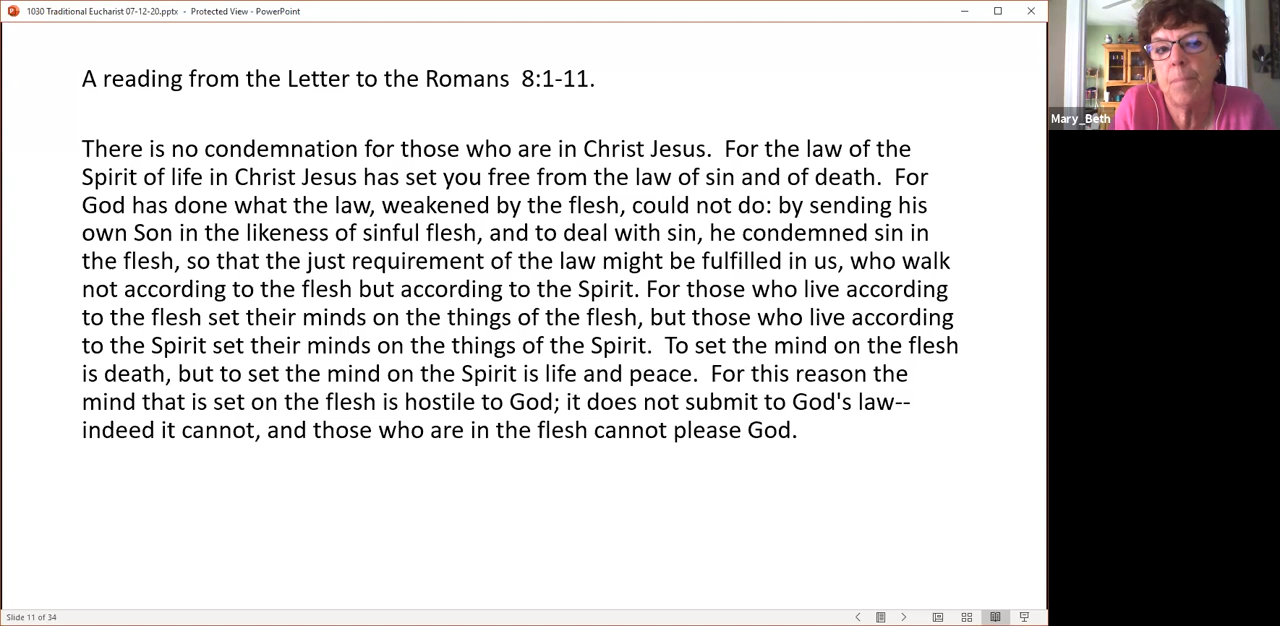 1030 Traditional Eucharist 07-12-20.pptx - Protected View - PowerPoint
A reading from the Letter to the Romans  8:1-11.
There is no condemnation for those who are in Christ Jesus.  For the law of the
Spirit of life in Christ Jesus has set you free from the law of sin and of death.  For
God has done what the law, weakened by the flesh, could not do: by sending his
own Son in the likeness of sinful flesh, and to deal with sin, he condemned sin in
the flesh, so that the just requirement of the law might be fulfilled in us, who walk
not according to the flesh but according to the Spirit. For those who live according
to the flesh set their minds on the things of the flesh, but those who live according
to the Spirit set their minds on the things of the Spirit.  To set the mind on the flesh
is death, but to set the mind on the Spirit is life and peace.  For this reason the
mind that is set on the flesh is hostile to God; it does not submit to God's law--
indeed it cannot, and those who are in the flesh cannot please God.
Slide 11 of 34
Mary_Beth